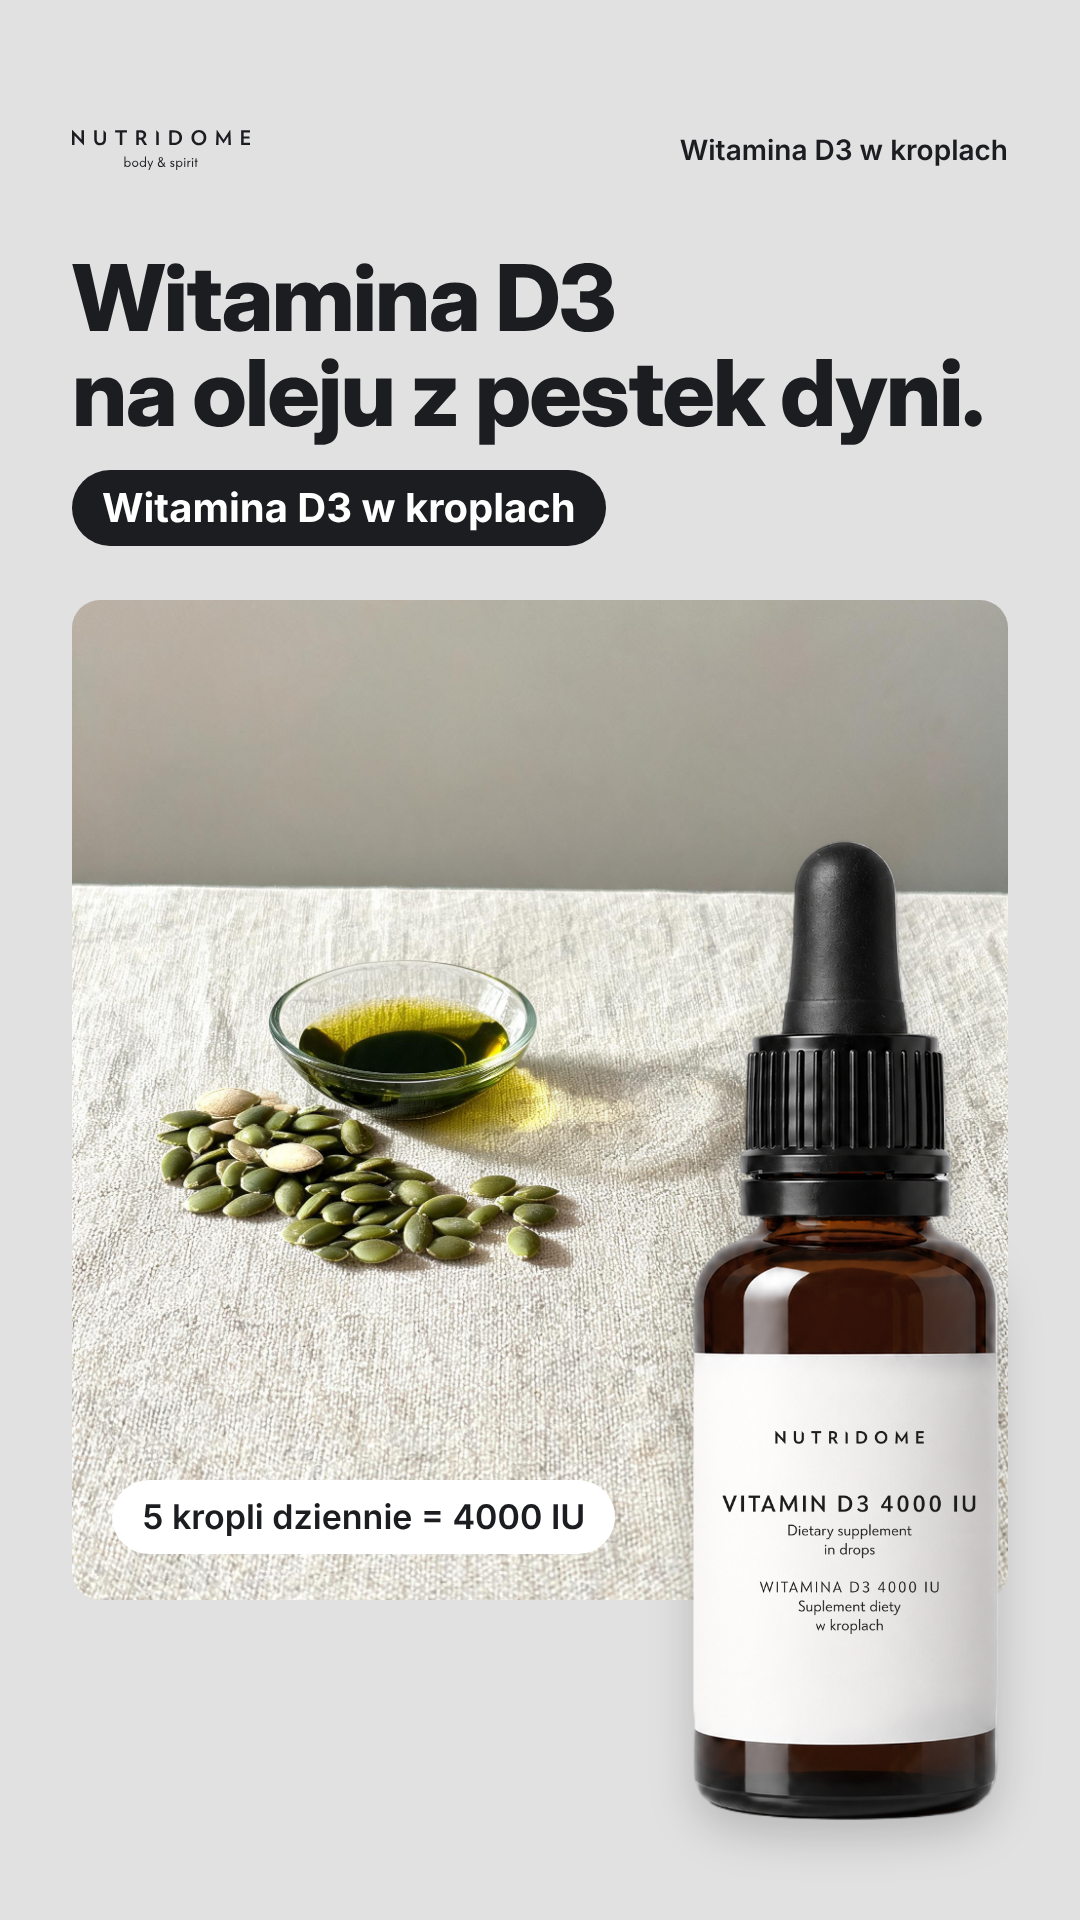 NUTRIDOME
body & spirit
Witamina D3 w kroplach
Witamina D3
na oleju z pestek dyni.
Witamina D3 w kroplach
5 kropli dziennie = 4000 IU
NUTRIDOME
VITAMIN D3 4000 IU
Dietary supplement
in drops
WITAMINA D3 4000 IU
Suplement diety
w kroplach